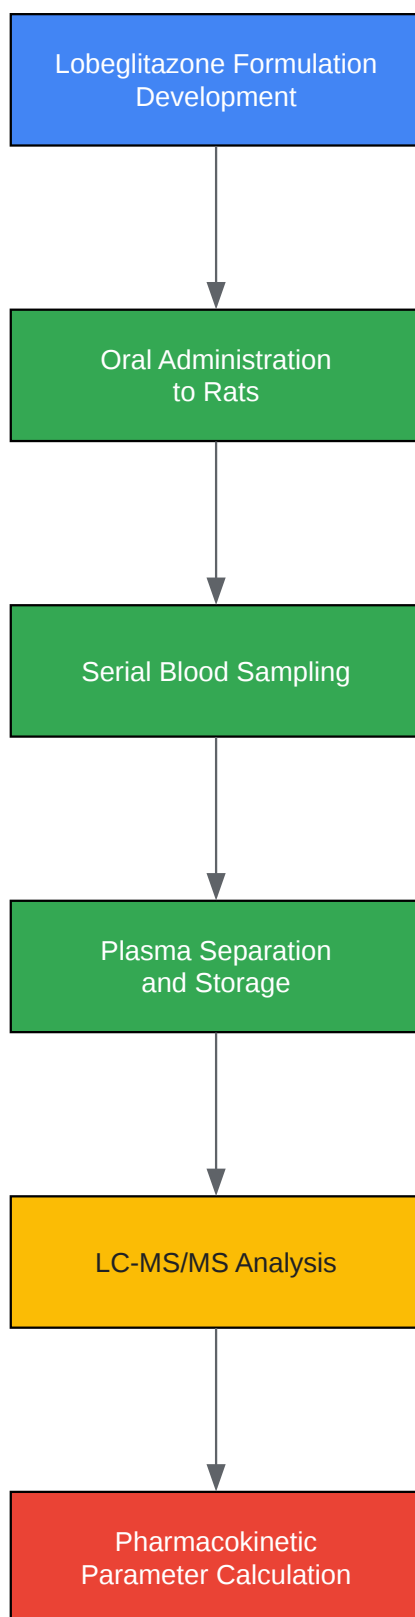 Lobeglitazone Formulation
Development
Oral Administration
to Rats
Serial Blood Sampling
Plasma Separation
and Storage
LC-MS/MS Analysis
Pharmacokinetic
Parameter Calculation